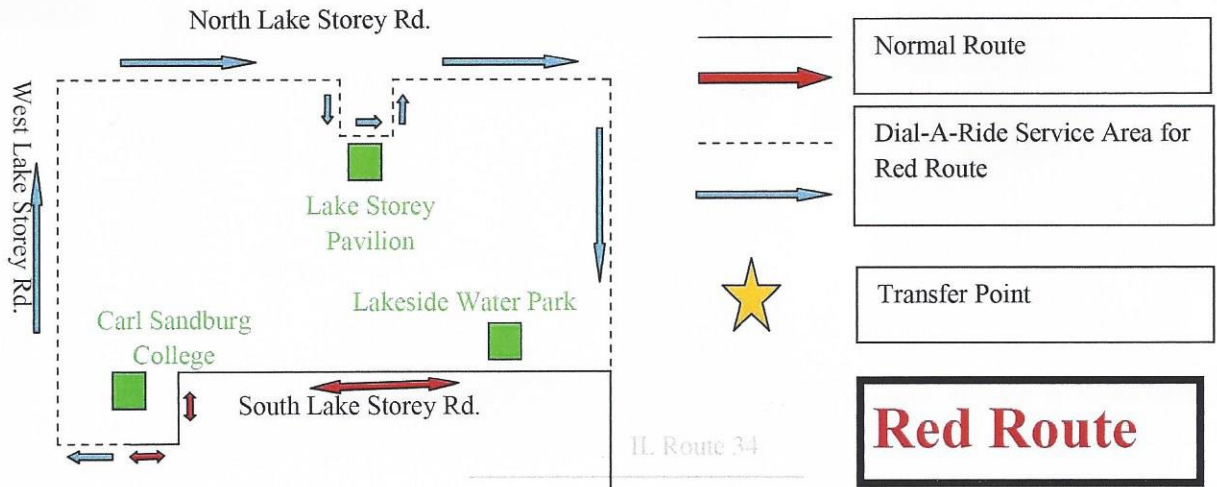 North Lake Storey Rd.
West Lake Storey Rd.
Lake Storey
Pavilion
Lakeside Water Park
Carl Sandburg
College
South Lake Storey Rd.
IL Route 34
Normal Route
Dial-A-Ride Service Area for
Red Route
Transfer Point
Red Route